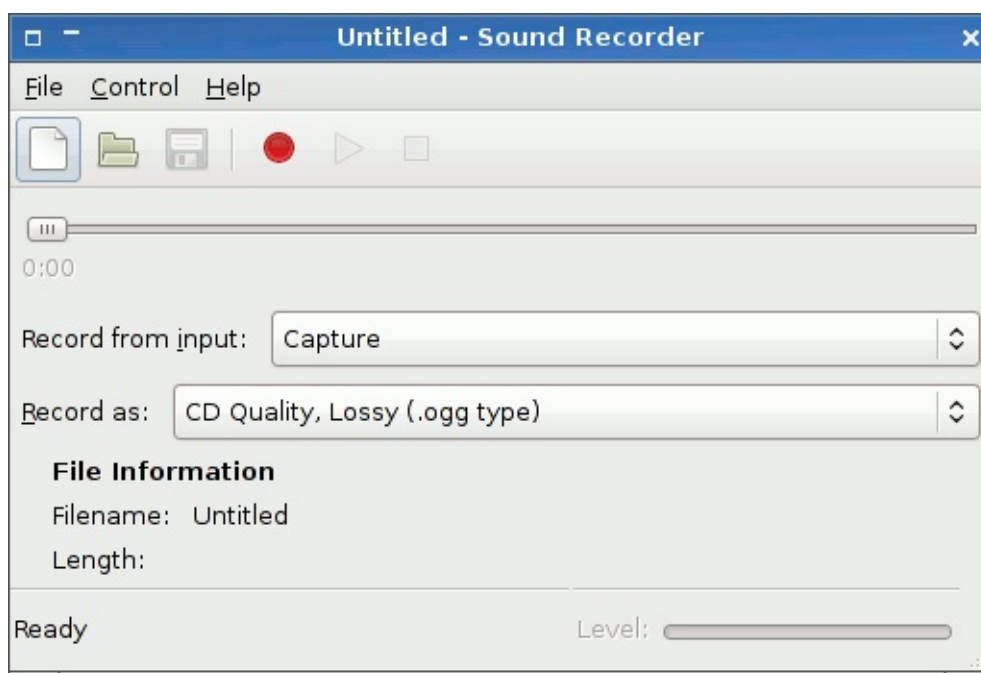 Untitled - Sound Recorder
File Control Help
0:00
Record from input: Capture
Record as: CD Quality, Lossy (.ogg type)
File Information
Filename: Untitled
Length:
Ready Level: